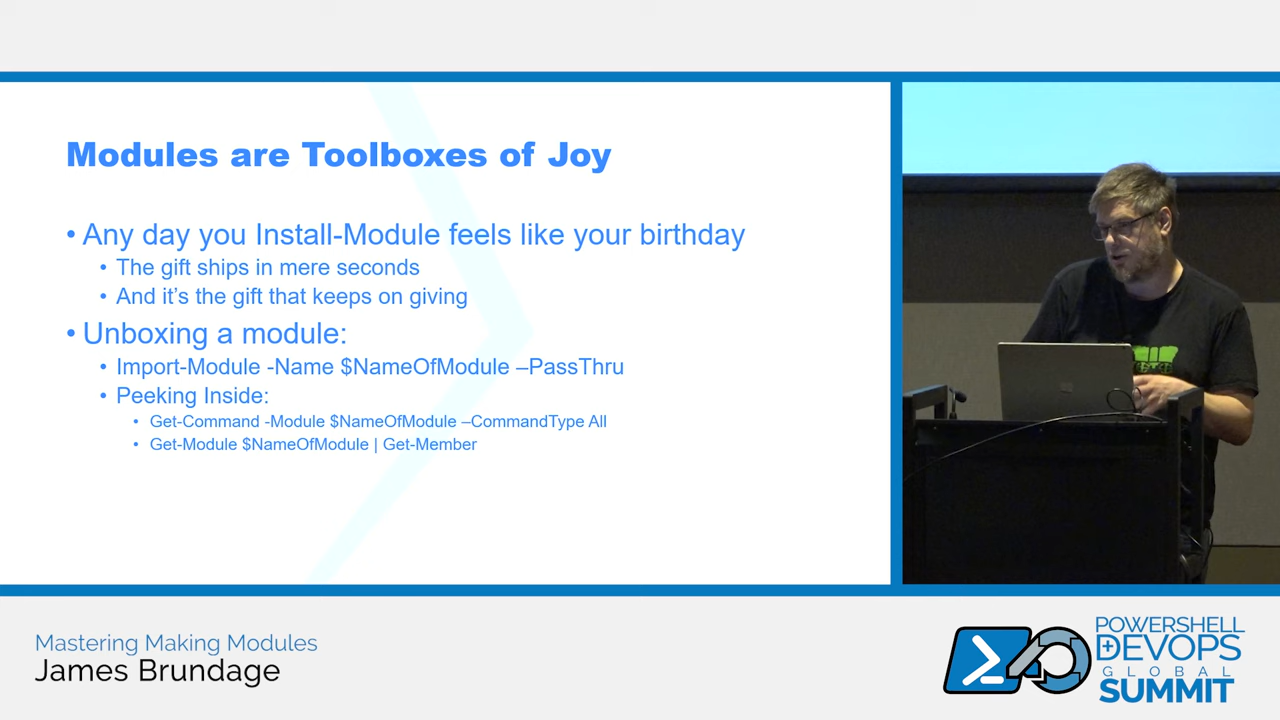 Modules are Toolboxes of Joy
• Any day you Install-Module feels like your birthday
• The gift ships in mere seconds
• And it’s the gift that keeps on giving
• Unboxing a module:
• Import-Module -Name $NameOfModule –PassThru
• Peeking Inside:
• Get-Command -Module $NameOfModule –CommandType All
• Get-Module $NameOfModule | Get-Member
Mastering Making Modules
James Brundage
POWERSHELL
DEVOPS
GLOBAL
SUMMIT